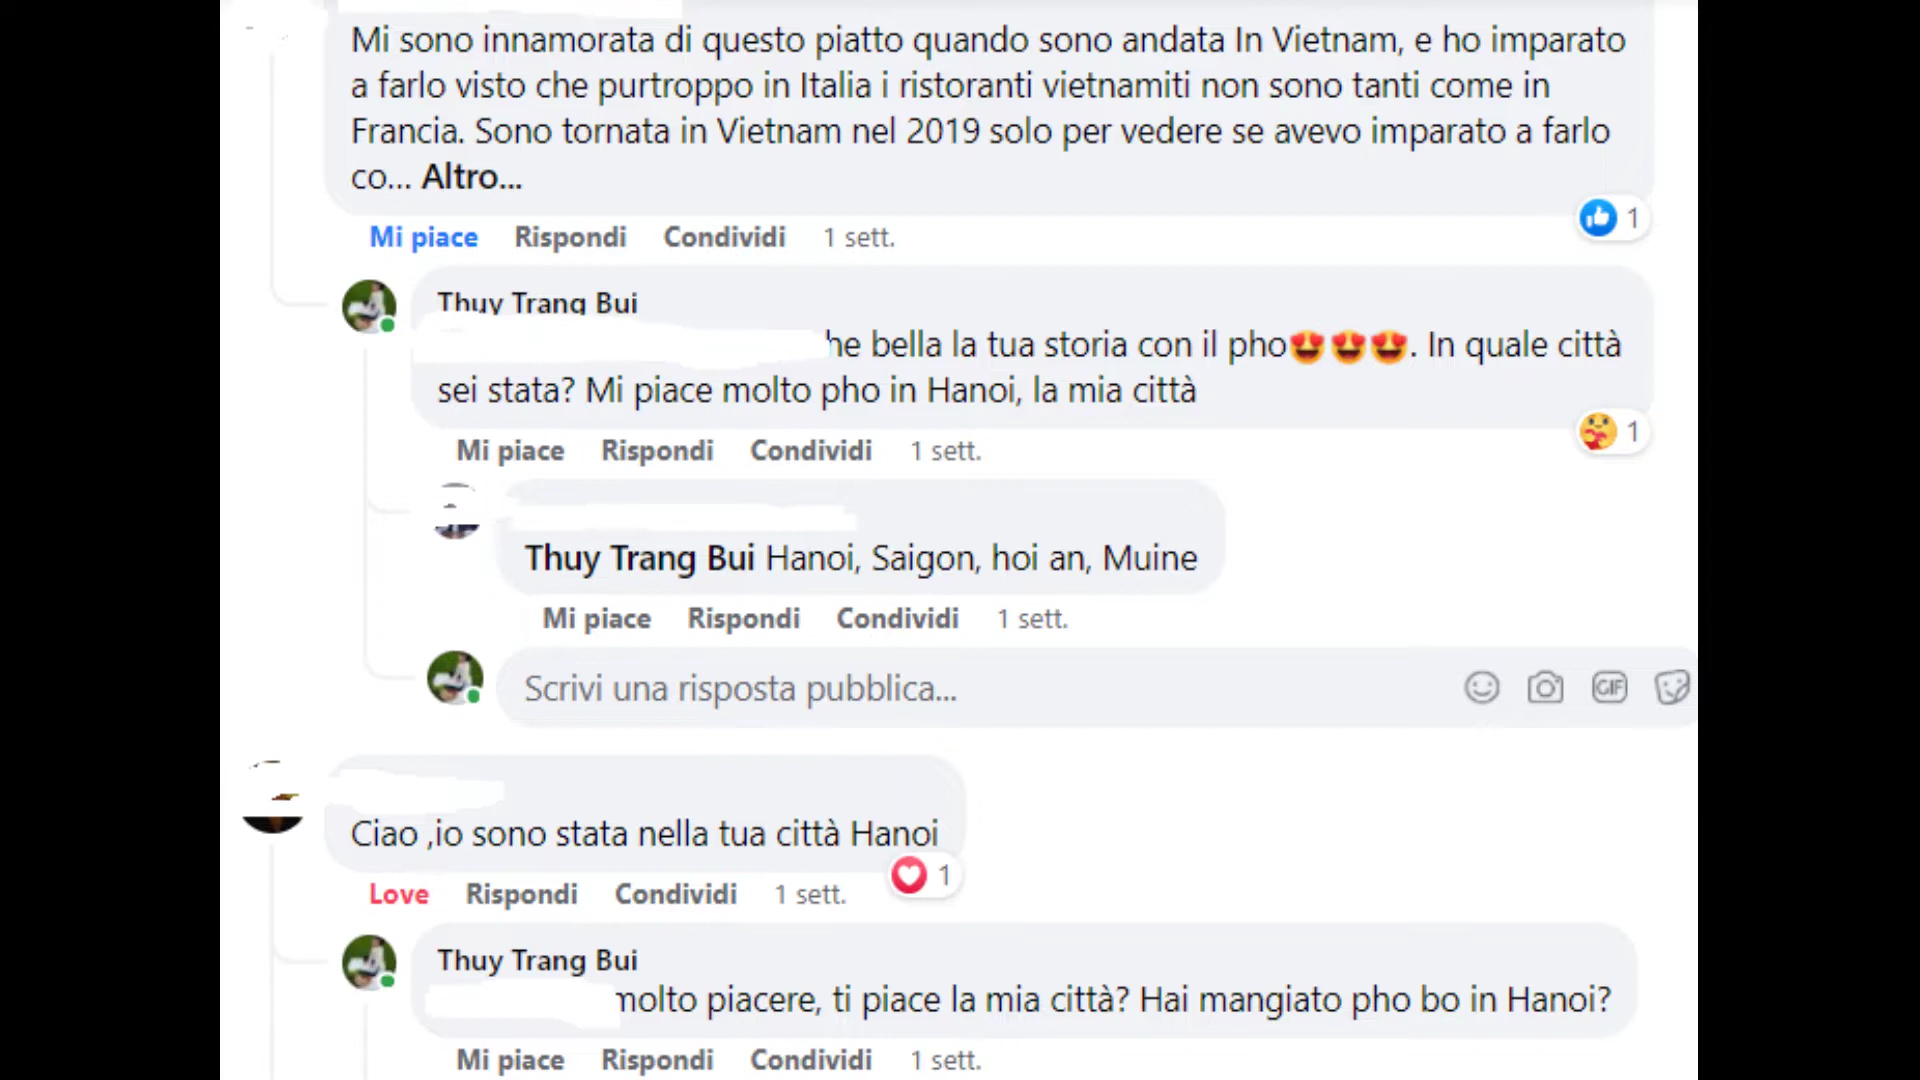 Mi sono innamorata di questo piatto quando sono andata In Vietnam, e ho imparato
a farlo visto che purtroppo in Italia i ristoranti vietnamiti non sono tanti come in
Francia. Sono tornata in Vietnam nel 2019 solo per vedere se avevo imparato a farlo
co... Altro...
1
Mi piace Rispondi Condividi 1 sett.
Thuy Trang Bui
he bella la tua storia con il pho😍😍😍. In quale città
sei stata? Mi piace molto pho in Hanoi, la mia città
1
Mi piace Rispondi Condividi 1 sett.
Thuy Trang Bui Hanoi, Saigon, hoi an, Muine
Mi piace Rispondi Condividi 1 sett.
Scrivi una risposta pubblica... GIF
Ciao ,io sono stata nella tua città Hanoi
1
Love Rispondi Condividi 1 sett.
Thuy Trang Bui
molto piacere, ti piace la mia città? Hai mangiato pho bo in Hanoi?
Mi piace Rispondi Condividi 1 sett.